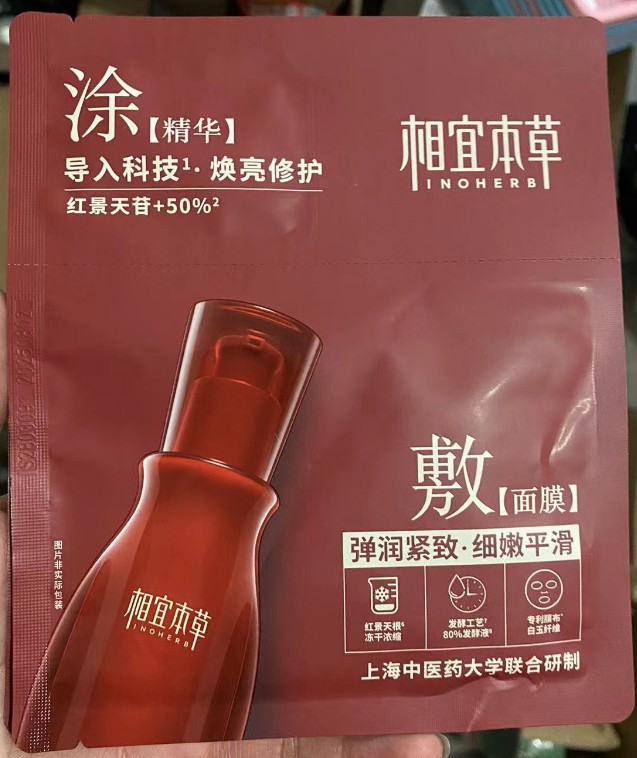 涂【精华】
导入科技¹·焕亮修护
红景天苷+50%²
相宜本草
INOHERB
敷【面膜】
弹润紧致·细嫩平滑
红景天根⁶
冻干浓缩
发酵工艺⁷
80%发酵液⁸
专利膜布⁹
白玉纤维
上海中医药大学联合研制
相宜本草
INOHERB
图片非实际包装